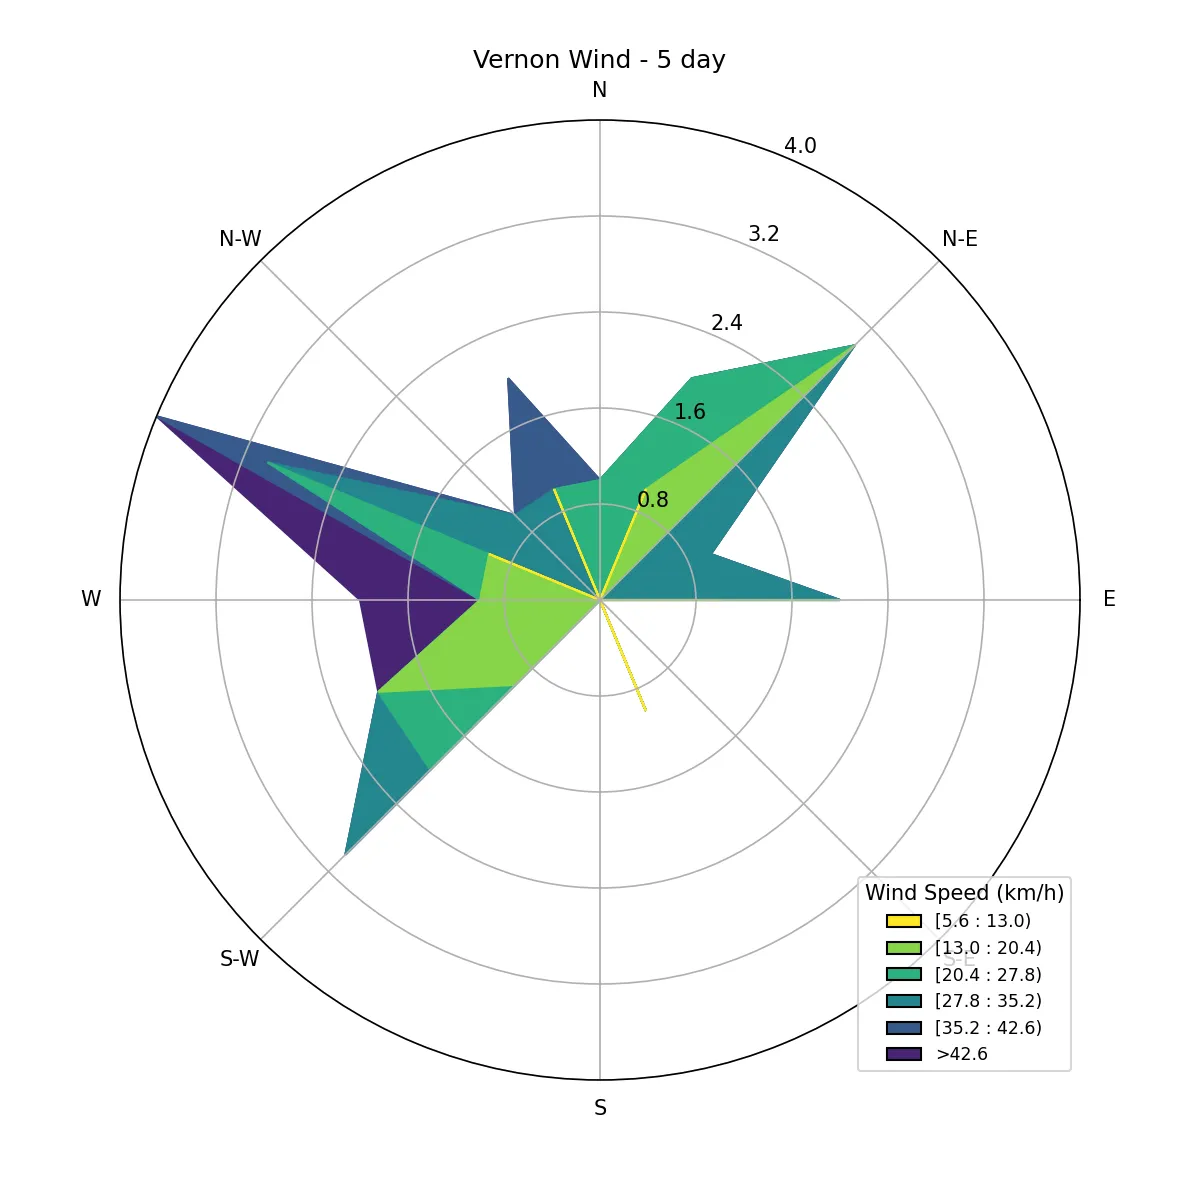 Vernon Wind - 5 day
N
4.0
N-W
3.2
N-E
2.4
1.6
0.8
W
E
S-W
S-E
S
Wind Speed (km/h)
[5.6 : 13.0)
[13.0 : 20.4)
[20.4 : 27.8)
[27.8 : 35.2)
[35.2 : 42.6)
>42.6